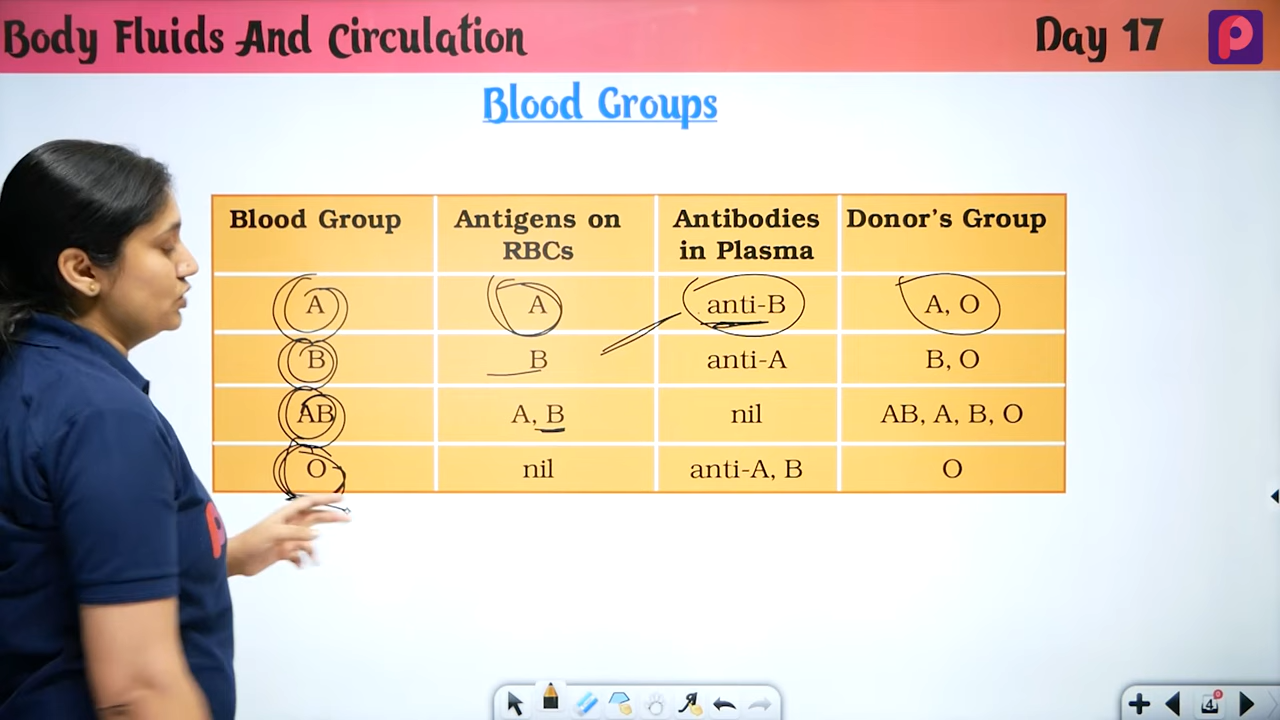 Body Fluids And Circulation
Day 17
Blood Groups
Blood Group Antigens on RBCs Antibodies in Plasma Donor's Group
A A anti-B A, O
B B anti-A B, O
AB A, B nil AB, A, B, O
O nil anti-A, B O
4